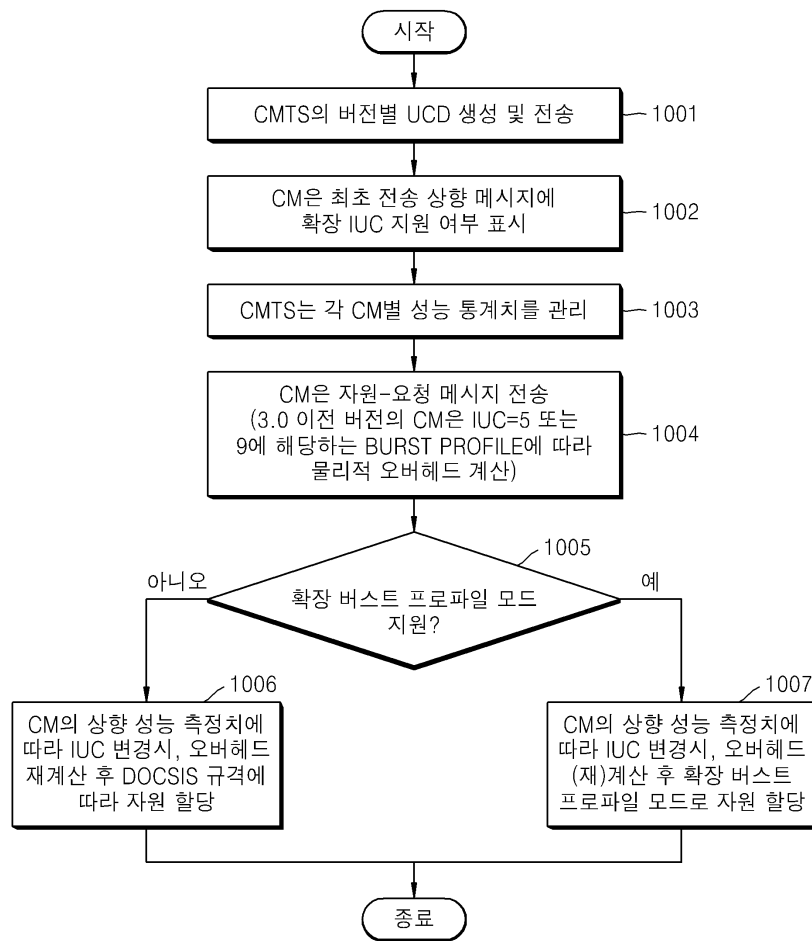 시작
CMTS의 버전별 UCD 생성 및 전송
1001
CM은 최초 전송 상향 메시지에
확장 IUC 지원 여부 표시
1002
CMTS는 각 CM별 성능 통계치를 관리
1003
CM은 자원-요청 메시지 전송
(3.0 이전 버전의 CM은 IUC=5 또는
9에 해당하는 BURST PROFILE에 따라
물리적 오버헤드 계산)
1004
1005
확장 버스트 프로파일 모드
지원?
아니오
예
1006
CM의 상향 성능 측정치에
따라 IUC 변경시, 오버헤드
재계산 후 DOCSIS 규격에
따라 자원 할당
1007
CM의 상향 성능 측정치에
따라 IUC 변경시, 오버헤드
(재)계산 후 확장 버스트
프로파일 모드로 자원 할당
종료